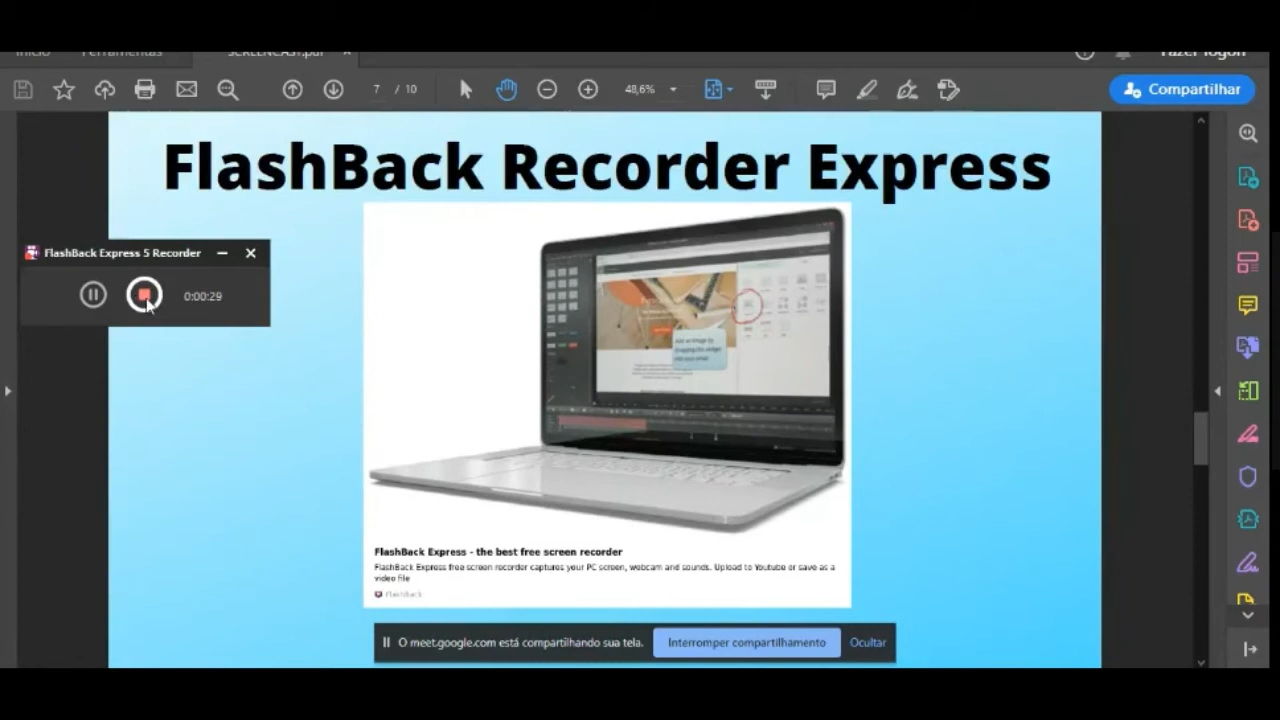 SCREENCAST.pdf
7 / 10
48,6%
Compartilhar
FlashBack Recorder Express
FlashBack Express 5 Recorder
0:00:29
FlashBack Express - the best free screen recorder
FlashBack Express free screen recorder captures your PC screen, webcam and sounds. Upload to Youtube or save as a
video file
FlashBack
O meet.google.com está compartilhando sua tela.
Interromper compartilhamento
Ocultar